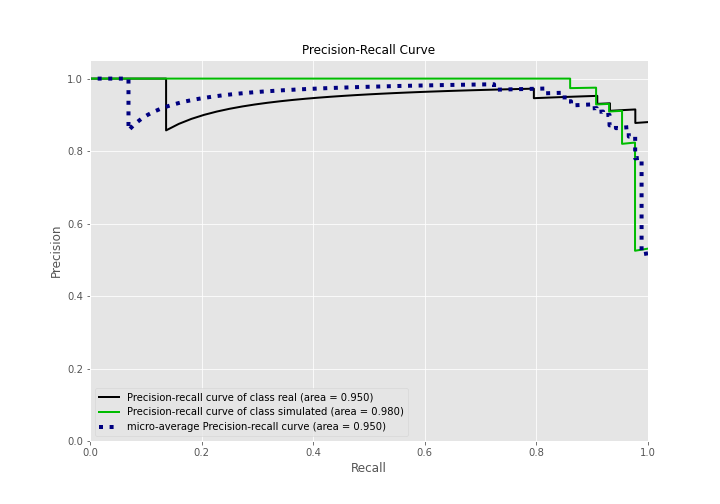 Precision-Recall Curve
1.0
0.8
0.6
0.4
0.2
0.0
Precision
Precision-recall curve of class real (area = 0.950)
Precision-recall curve of class simulated (area = 0.980)
micro-average Precision-recall curve (area = 0.950)
0.0 0.2 0.4 0.6 0.8 1.0
Recall